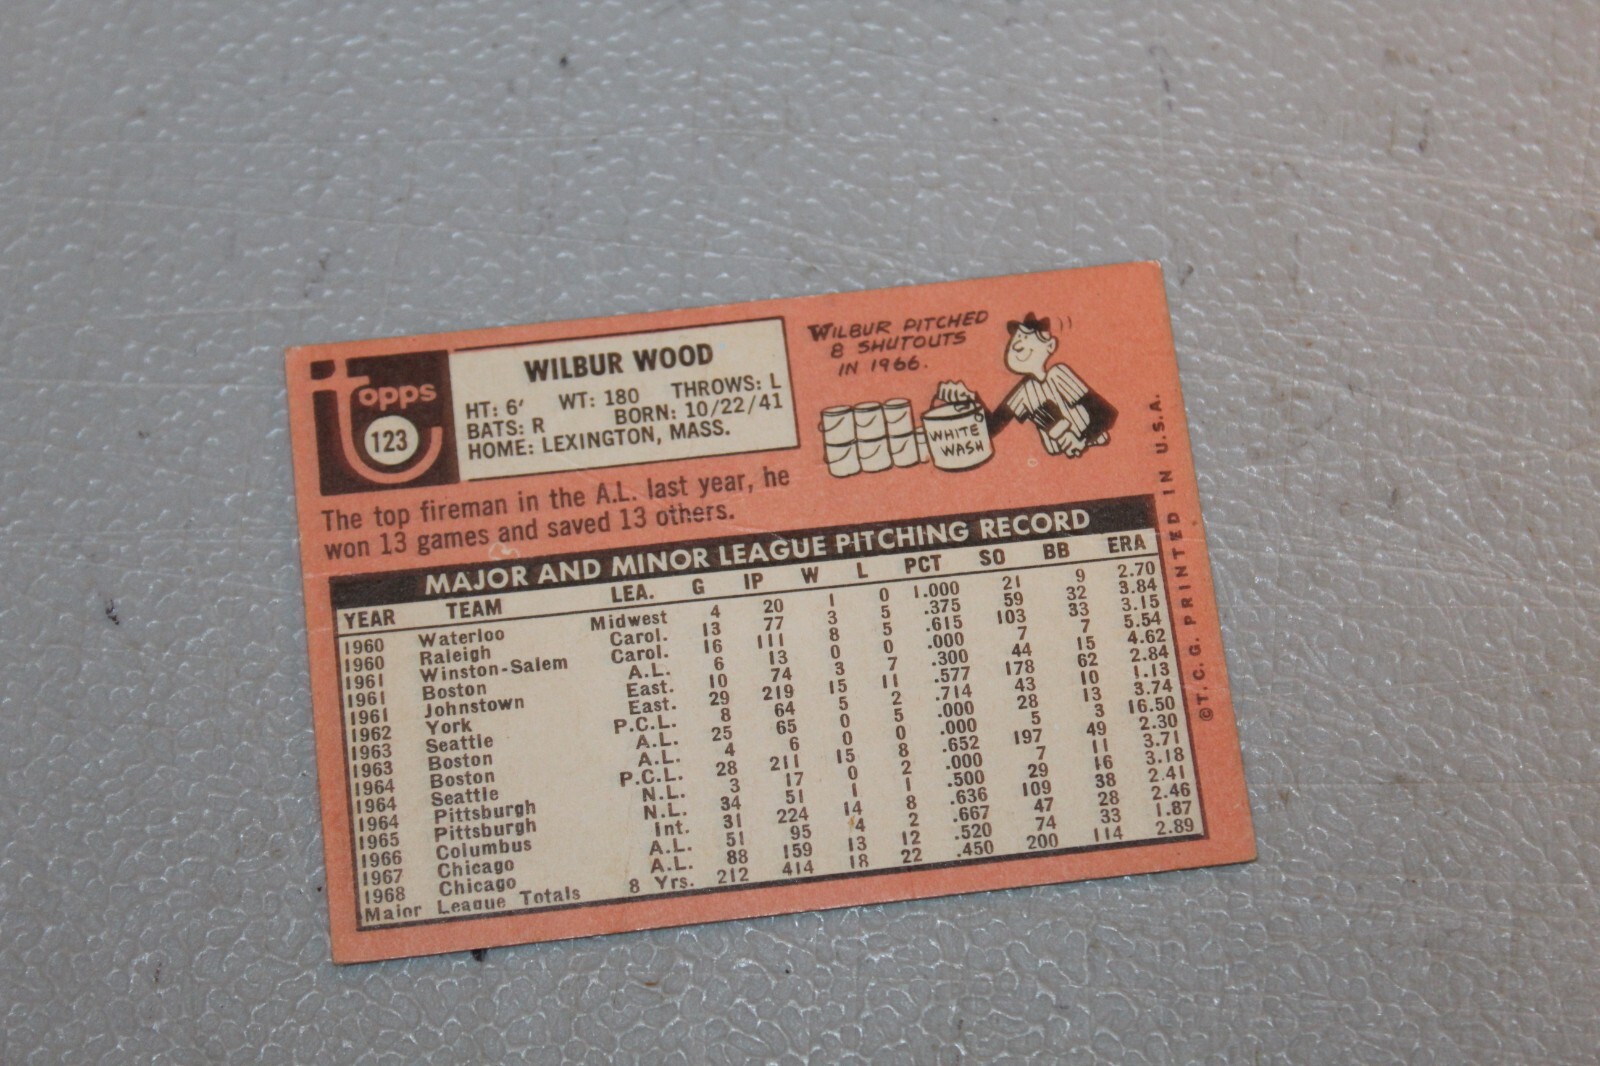 topps
123
WILBUR WOOD
HT: 6' WT: 180 THROWS: L
BATS: R BORN: 10/22/41
HOME: LEXINGTON, MASS.
WILBUR PITCHED
8 SHUTOUTS
IN 1966.
WHITE
WASH
The top fireman in the A.L. last year, he
won 13 games and saved 13 others.
MAJOR AND MINOR LEAGUE PITCHING RECORD
YEAR TEAM LEA. G IP W L PCT SO BB ERA
1960 Waterloo Midwest 4 20 1 0 1.000 21 9 2.70
1960 Raleigh Carol. 13 77 3 5 .375 59 32 3.84
1961 Winston-Salem Carol. 16 111 8 5 .615 103 33 3.15
1961 Boston A.L. 6 13 0 0 .000 7 7 5.54
1961 Johnstown East. 10 74 3 7 .300 44 15 4.62
1962 York East. 29 219 15 11 .577 178 62 2.84
1963 Seattle P.C.L. 8 64 5 2 .714 43 10 1.13
1963 Boston A.L. 25 65 0 5 .000 28 13 3.74
1964 Boston A.L. 4 6 0 0 .000 5 3 16.50
1964 Seattle P.C.L. 28 211 15 8 .652 197 49 2.30
1964 Pittsburgh N.L. 3 17 0 2 .000 7 11 3.71
1965 Pittsburgh N.L. 34 51 1 1 .500 29 16 3.18
1966 Columbus Int. 31 224 14 8 .636 109 38 2.41
1967 Chicago A.L. 51 95 4 2 .667 47 28 2.46
1968 Chicago A.L. 88 159 13 12 .520 74 33 1.87
Major League Totals 8 Yrs. 212 414 18 22 .450 200 114 2.89
©T.C.G. PRINTED IN U.S.A.